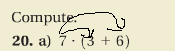 Compute.
20. a) 7 · (3 + 6)